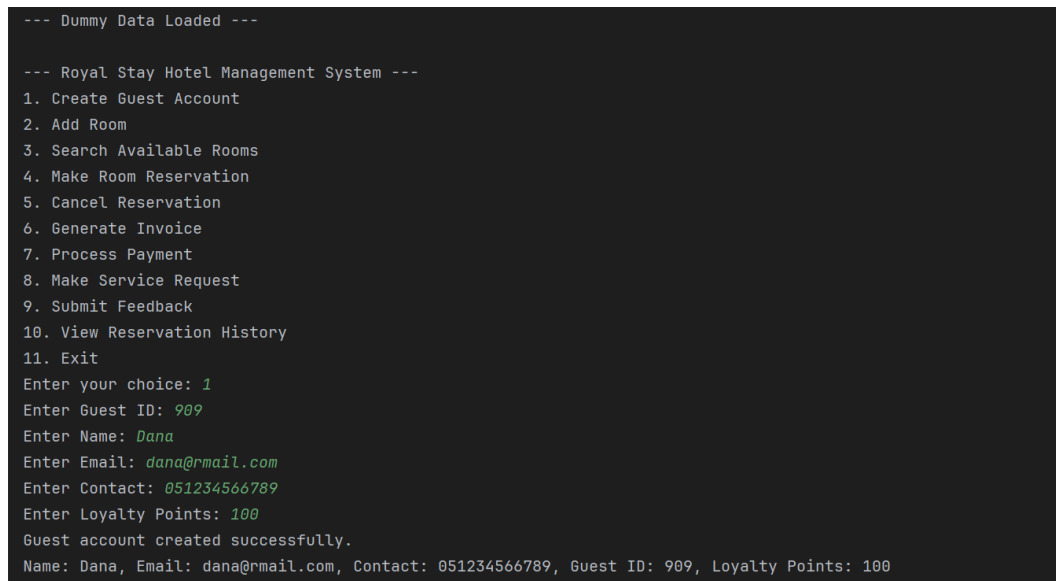 --- Dummy Data Loaded ---
--- Royal Stay Hotel Management System ---
1. Create Guest Account
2. Add Room
3. Search Available Rooms
4. Make Room Reservation
5. Cancel Reservation
6. Generate Invoice
7. Process Payment
8. Make Service Request
9. Submit Feedback
10. View Reservation History
11. Exit
Enter your choice: 1
Enter Guest ID: 909
Enter Name: Dana
Enter Email: dana@rmail.com
Enter Contact: 051234566789
Enter Loyalty Points: 100
Guest account created successfully.
Name: Dana, Email: dana@rmail.com, Contact: 051234566789, Guest ID: 909, Loyalty Points: 100